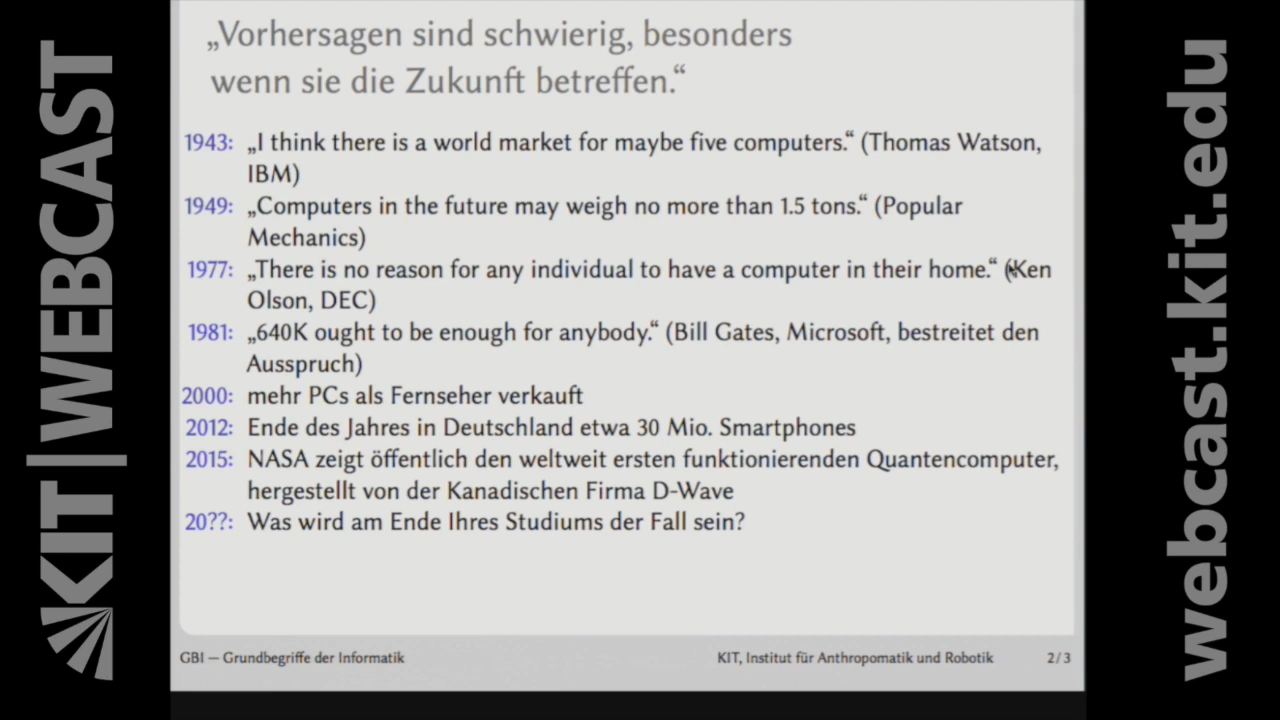 KIT | WEBCAST
„Vorhersagen sind schwierig, besonders
wenn sie die Zukunft betreffen.“
1943: „I think there is a world market for maybe five computers.“ (Thomas Watson,
IBM)
1949: „Computers in the future may weigh no more than 1.5 tons.“ (Popular
Mechanics)
1977: „There is no reason for any individual to have a computer in their home.“ (Ken
Olson, DEC)
1981: „640K ought to be enough for anybody.“ (Bill Gates, Microsoft, bestreitet den
Ausspruch)
2000: mehr PCs als Fernseher verkauft
2012: Ende des Jahres in Deutschland etwa 30 Mio. Smartphones
2015: NASA zeigt öffentlich den weltweit ersten funktionierenden Quantencomputer,
hergestellt von der Kanadischen Firma D-Wave
20??: Was wird am Ende Ihres Studiums der Fall sein?
GBI — Grundbegriffe der Informatik
KIT, Institut für Anthropomatik und Robotik
2/3
webcast.kit.edu